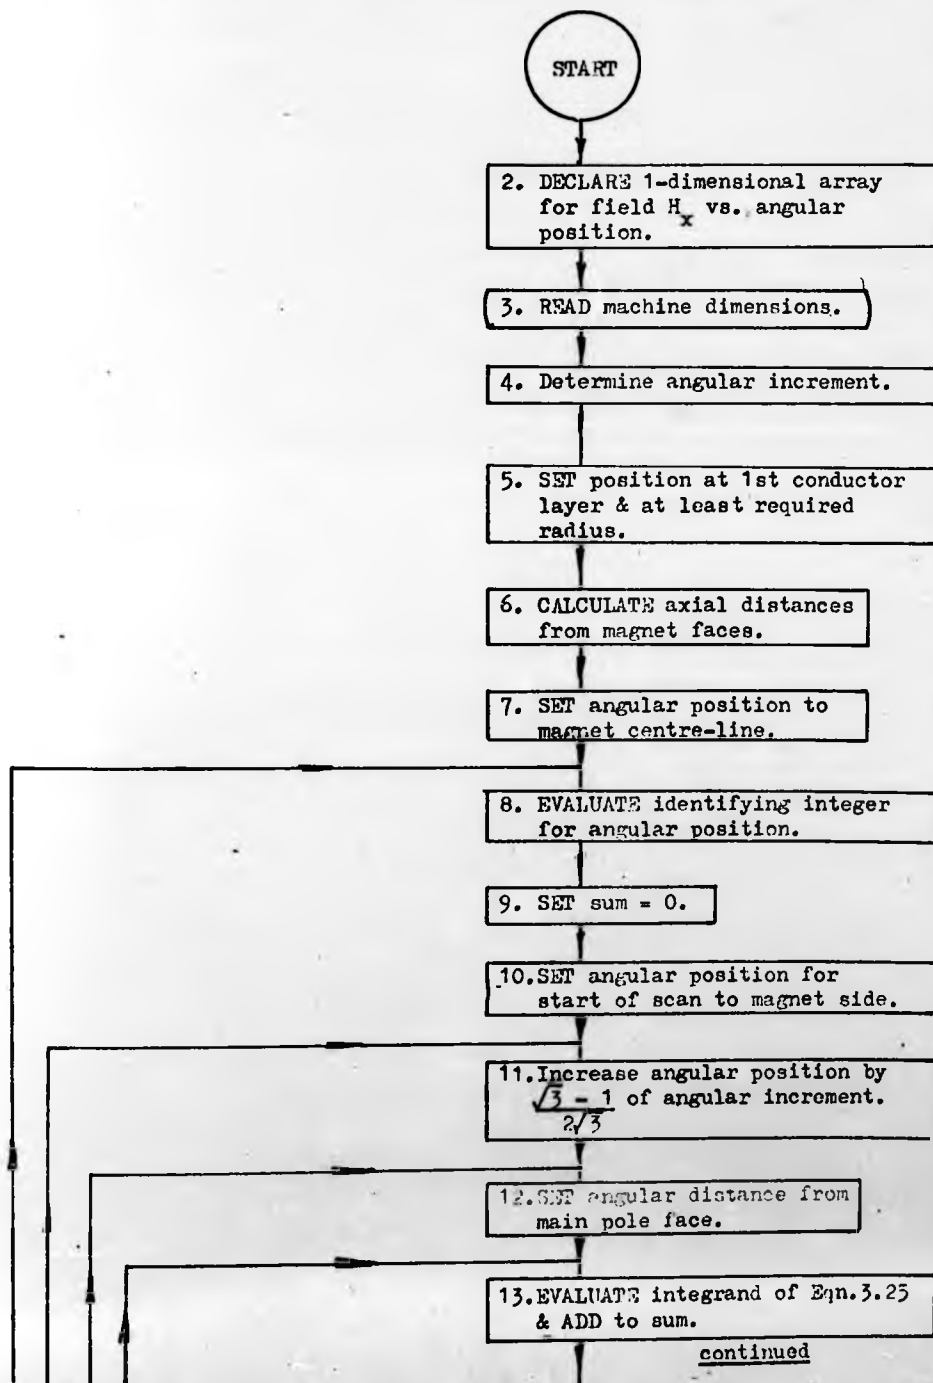 START
2. DECLARE 1-dimensional array
for field H_x vs. angular
position.
3. READ machine dimensions.
4. Determine angular increment.
5. SET position at 1st conductor
layer & at least required
radius.
6. CALCULATE axial distances
from magnet faces.
7. SET angular position to
magnet centre-line.
8. EVALUATE identifying integer
for angular position.
9. SET sum = 0.
10. SET angular position for
start of scan to magnet side.
11. Increase angular position by
(√3 - 1)/(2√3) of angular increment.
12. SET angular distance from
main pole face.
13. EVALUATE integrand of Eqn.3.25
& ADD to sum.
continued